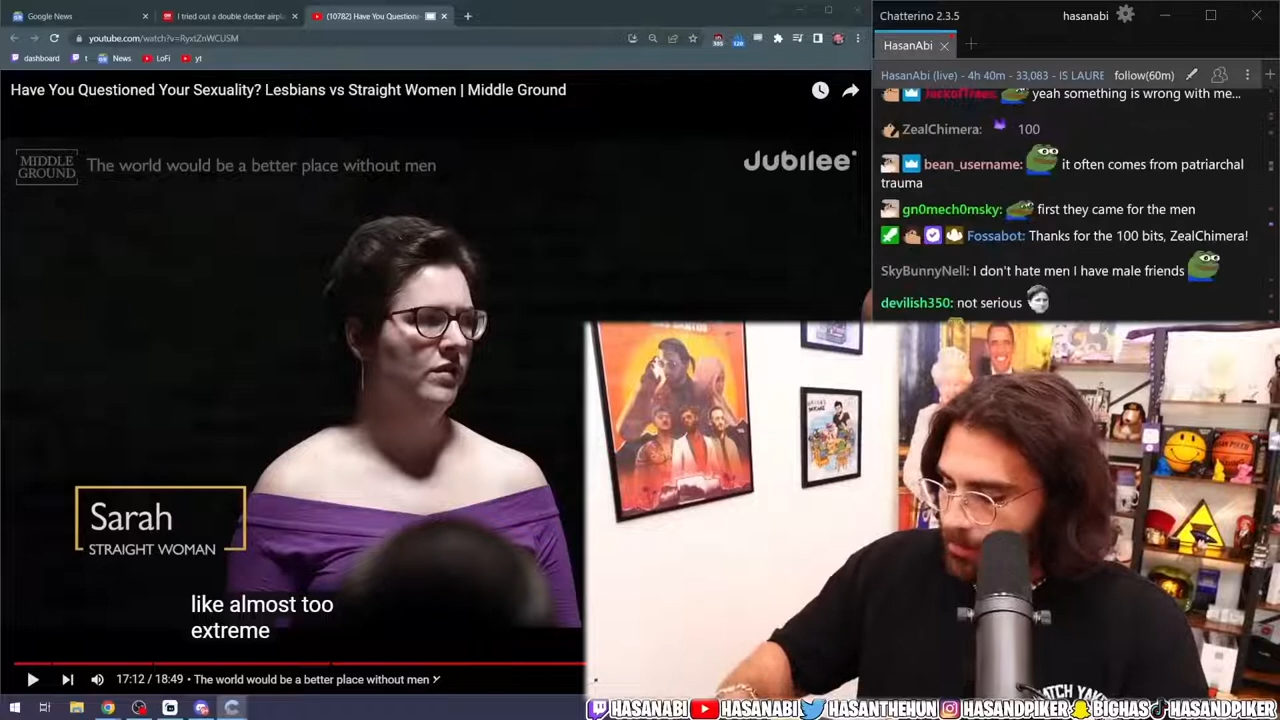 Google News
I tried out a double decker airpl
(10782) Have You Questione
youtube.com/watch?v=RyxtZnWCUSM
dashboard
t
News
LoFi
yt
Have You Questioned Your Sexuality? Lesbians vs Straight Women | Middle Ground
MIDDLE
GROUND
The world would be a better place without men
Jubilee
Sarah
STRAIGHT WOMAN
like almost too
extreme
17:12 / 18:49 • The world would be a better place without men
Chatterino 2.3.5
hasanabi
HasanAbi
HasanAbi (live) - 4h 40m - 33,083 - IS LAURE
follow(60m)
yeah something is wrong with me...
ZealChimera: 100
bean_username: it often comes from patriarchal
trauma
gn0mech0msky: first they came for the men
Fossabot: Thanks for the 100 bits, ZealChimera!
SkyBunnyNell: I don't hate men I have male friends
devilish350: not serious
HASANABI
HASANABI
HASANTHEHUN
HASANDPIKER
BIGHAS
HASANDPIKER